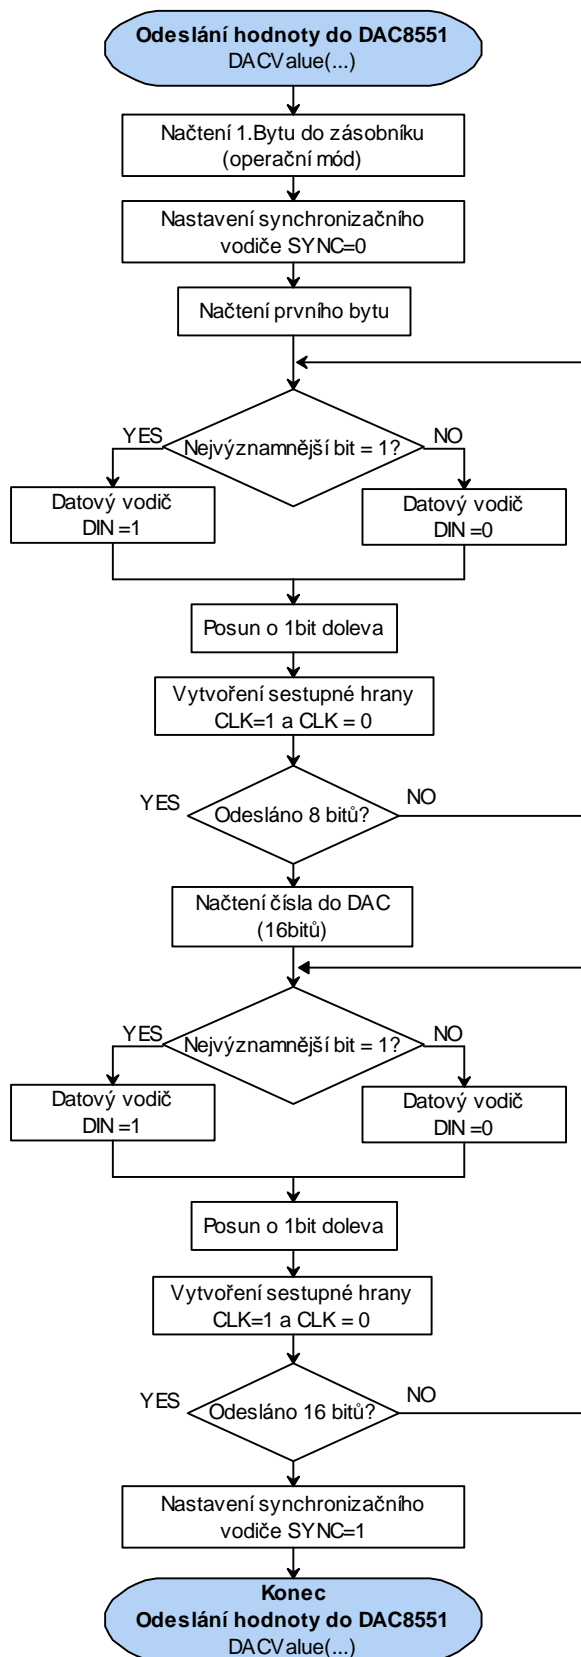 Odeslání hodnoty do DAC8551
DACValue(...)
Načtení 1.Bytu do zásobníku
(operační mód)
Nastavení synchronizačního
vodiče SYNC=0
Načtení prvního bytu
YES
NO
Nejvýznamnější bit = 1?
Datový vodič
DIN =1
Datový vodič
DIN =0
Posun o 1bit doleva
Vytvoření sestupné hrany
CLK=1 a CLK = 0
YES
NO
Odesláno 8 bitů?
Načtení čísla do DAC
(16bitů)
YES
NO
Nejvýznamnější bit = 1?
Datový vodič
DIN =1
Datový vodič
DIN =0
Posun o 1bit doleva
Vytvoření sestupné hrany
CLK=1 a CLK = 0
YES
NO
Odesláno 16 bitů?
Nastavení synchronizačního
vodiče SYNC=1
Konec
Odeslání hodnoty do DAC8551
DACValue(...)